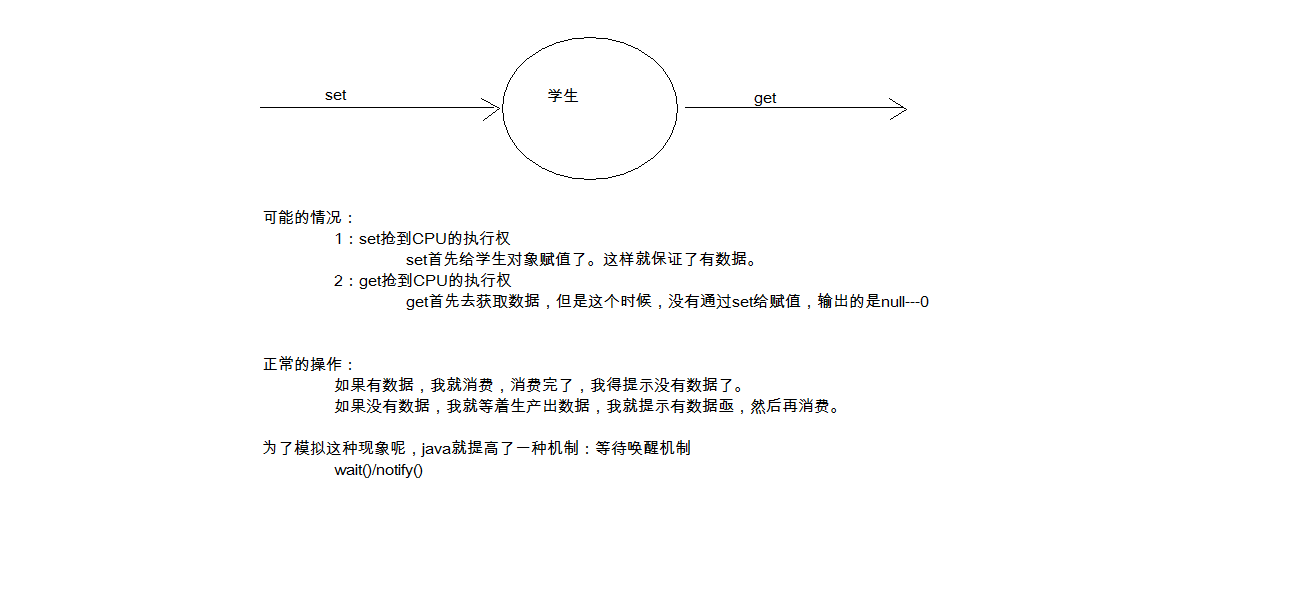 set
学生
get
可能的情况：
1：set抢到CPU的执行权
set首先给学生对象赋值了。这样就保证了有数据。
2：get抢到CPU的执行权
get首先去获取数据，但是这个时候，没有通过set给赋值，输出的是null---0
正常的操作：
如果有数据，我就消费，消费完了，我得提示没有数据了。
如果没有数据，我就等着生产出数据，我就提示有数据亟，然后再消费。
为了模拟这种现象呢，java就提高了一种机制：等待唤醒机制
wait()/notify()